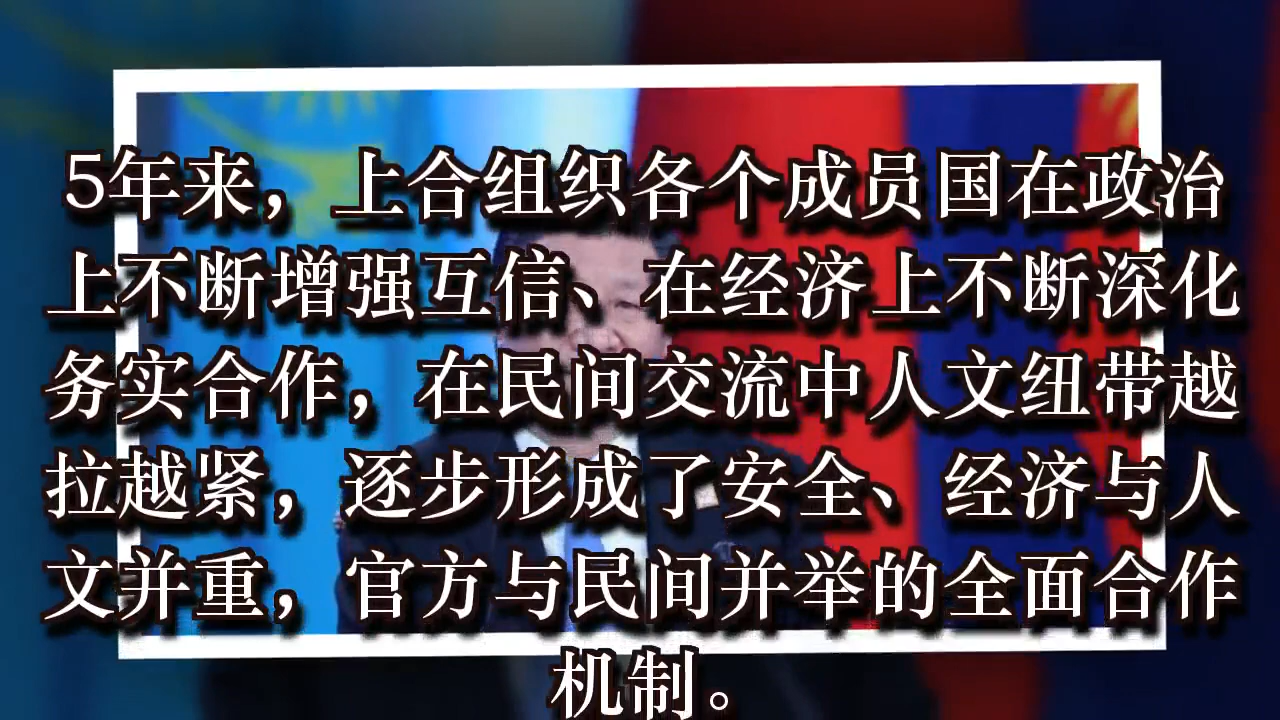 5年来，上合组织各个成员国在政治
上不断增强互信、在经济上不断深化
务实合作，在民间交流中人文纽带越
拉越紧，逐步形成了安全、经济与人
文并重，官方与民间并举的全面合作
机制。